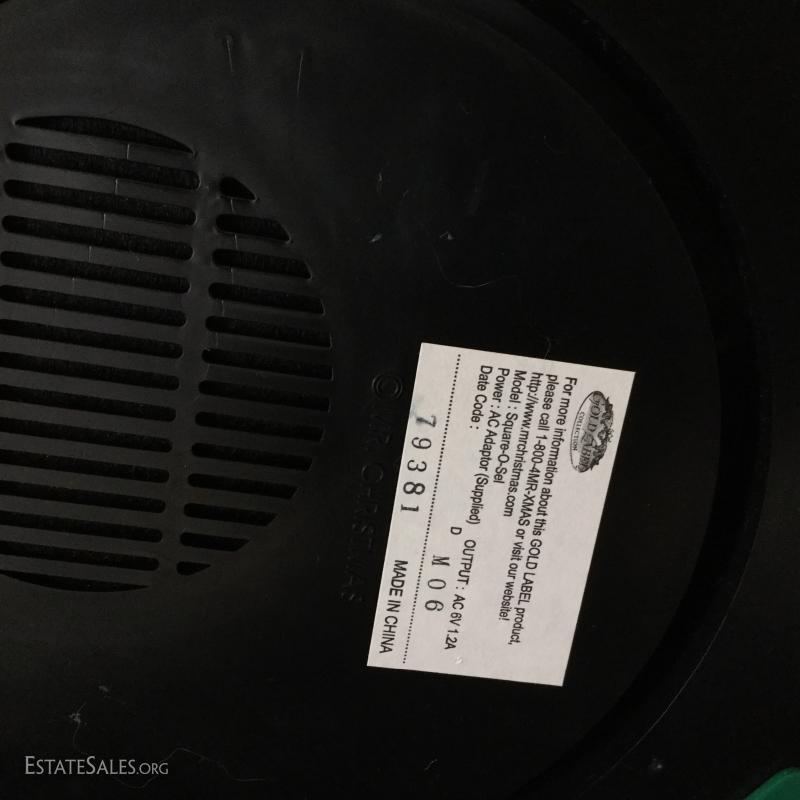 GOLD LABEL
COLLECTION
For more information about this GOLD LABEL product,
please call 1-800-4MR-XMAS or visit our website!
http://www.mrchristmas.com
Model : Square-O-Sel
Power : AC Adaptor (Supplied) OUTPUT : AC 6V 1.2A
Date Code : D M 0 6
79381 MADE IN CHINA
© MR. CHRISTMAS
ESTATESALES.ORG